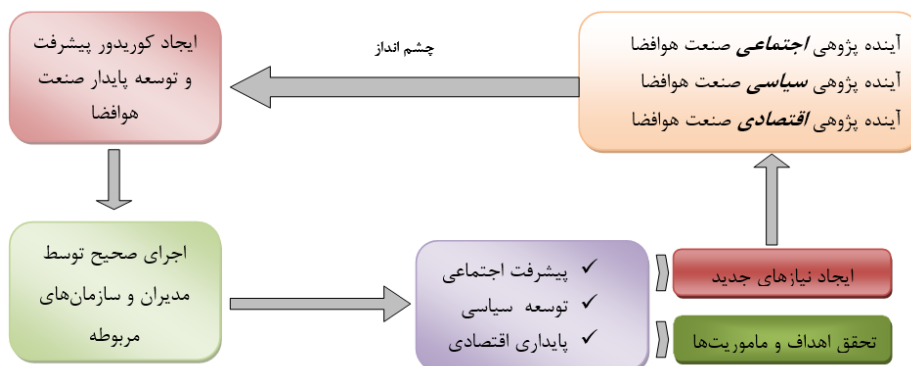 آینده پژوهی اجتماعی صنعت هوافضا
آینده پژوهی سیاسی صنعت هوافضا
آینده پژوهی اقتصادی صنعت هوافضا
چشم انداز
ایجاد کوریدور پیشرفت
و توسعه پایدار صنعت
هوافضا
اجرای صحیح توسط
مدیران و سازمان‌های
مربوطه
✓ پیشرفت اجتماعی
✓ توسعه سیاسی
✓ پایداری اقتصادی
ایجاد نیازهای جدید
تحقق اهداف و ماموریت‌ها